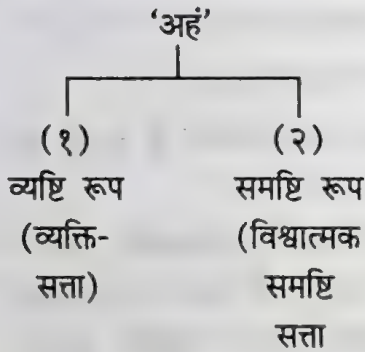 ‘अहं’
(१) (२)
व्यष्टि रूप समष्टि रूप
(व्यक्ति- (विश्वात्मक
सत्ता) समष्टि
सत्ता